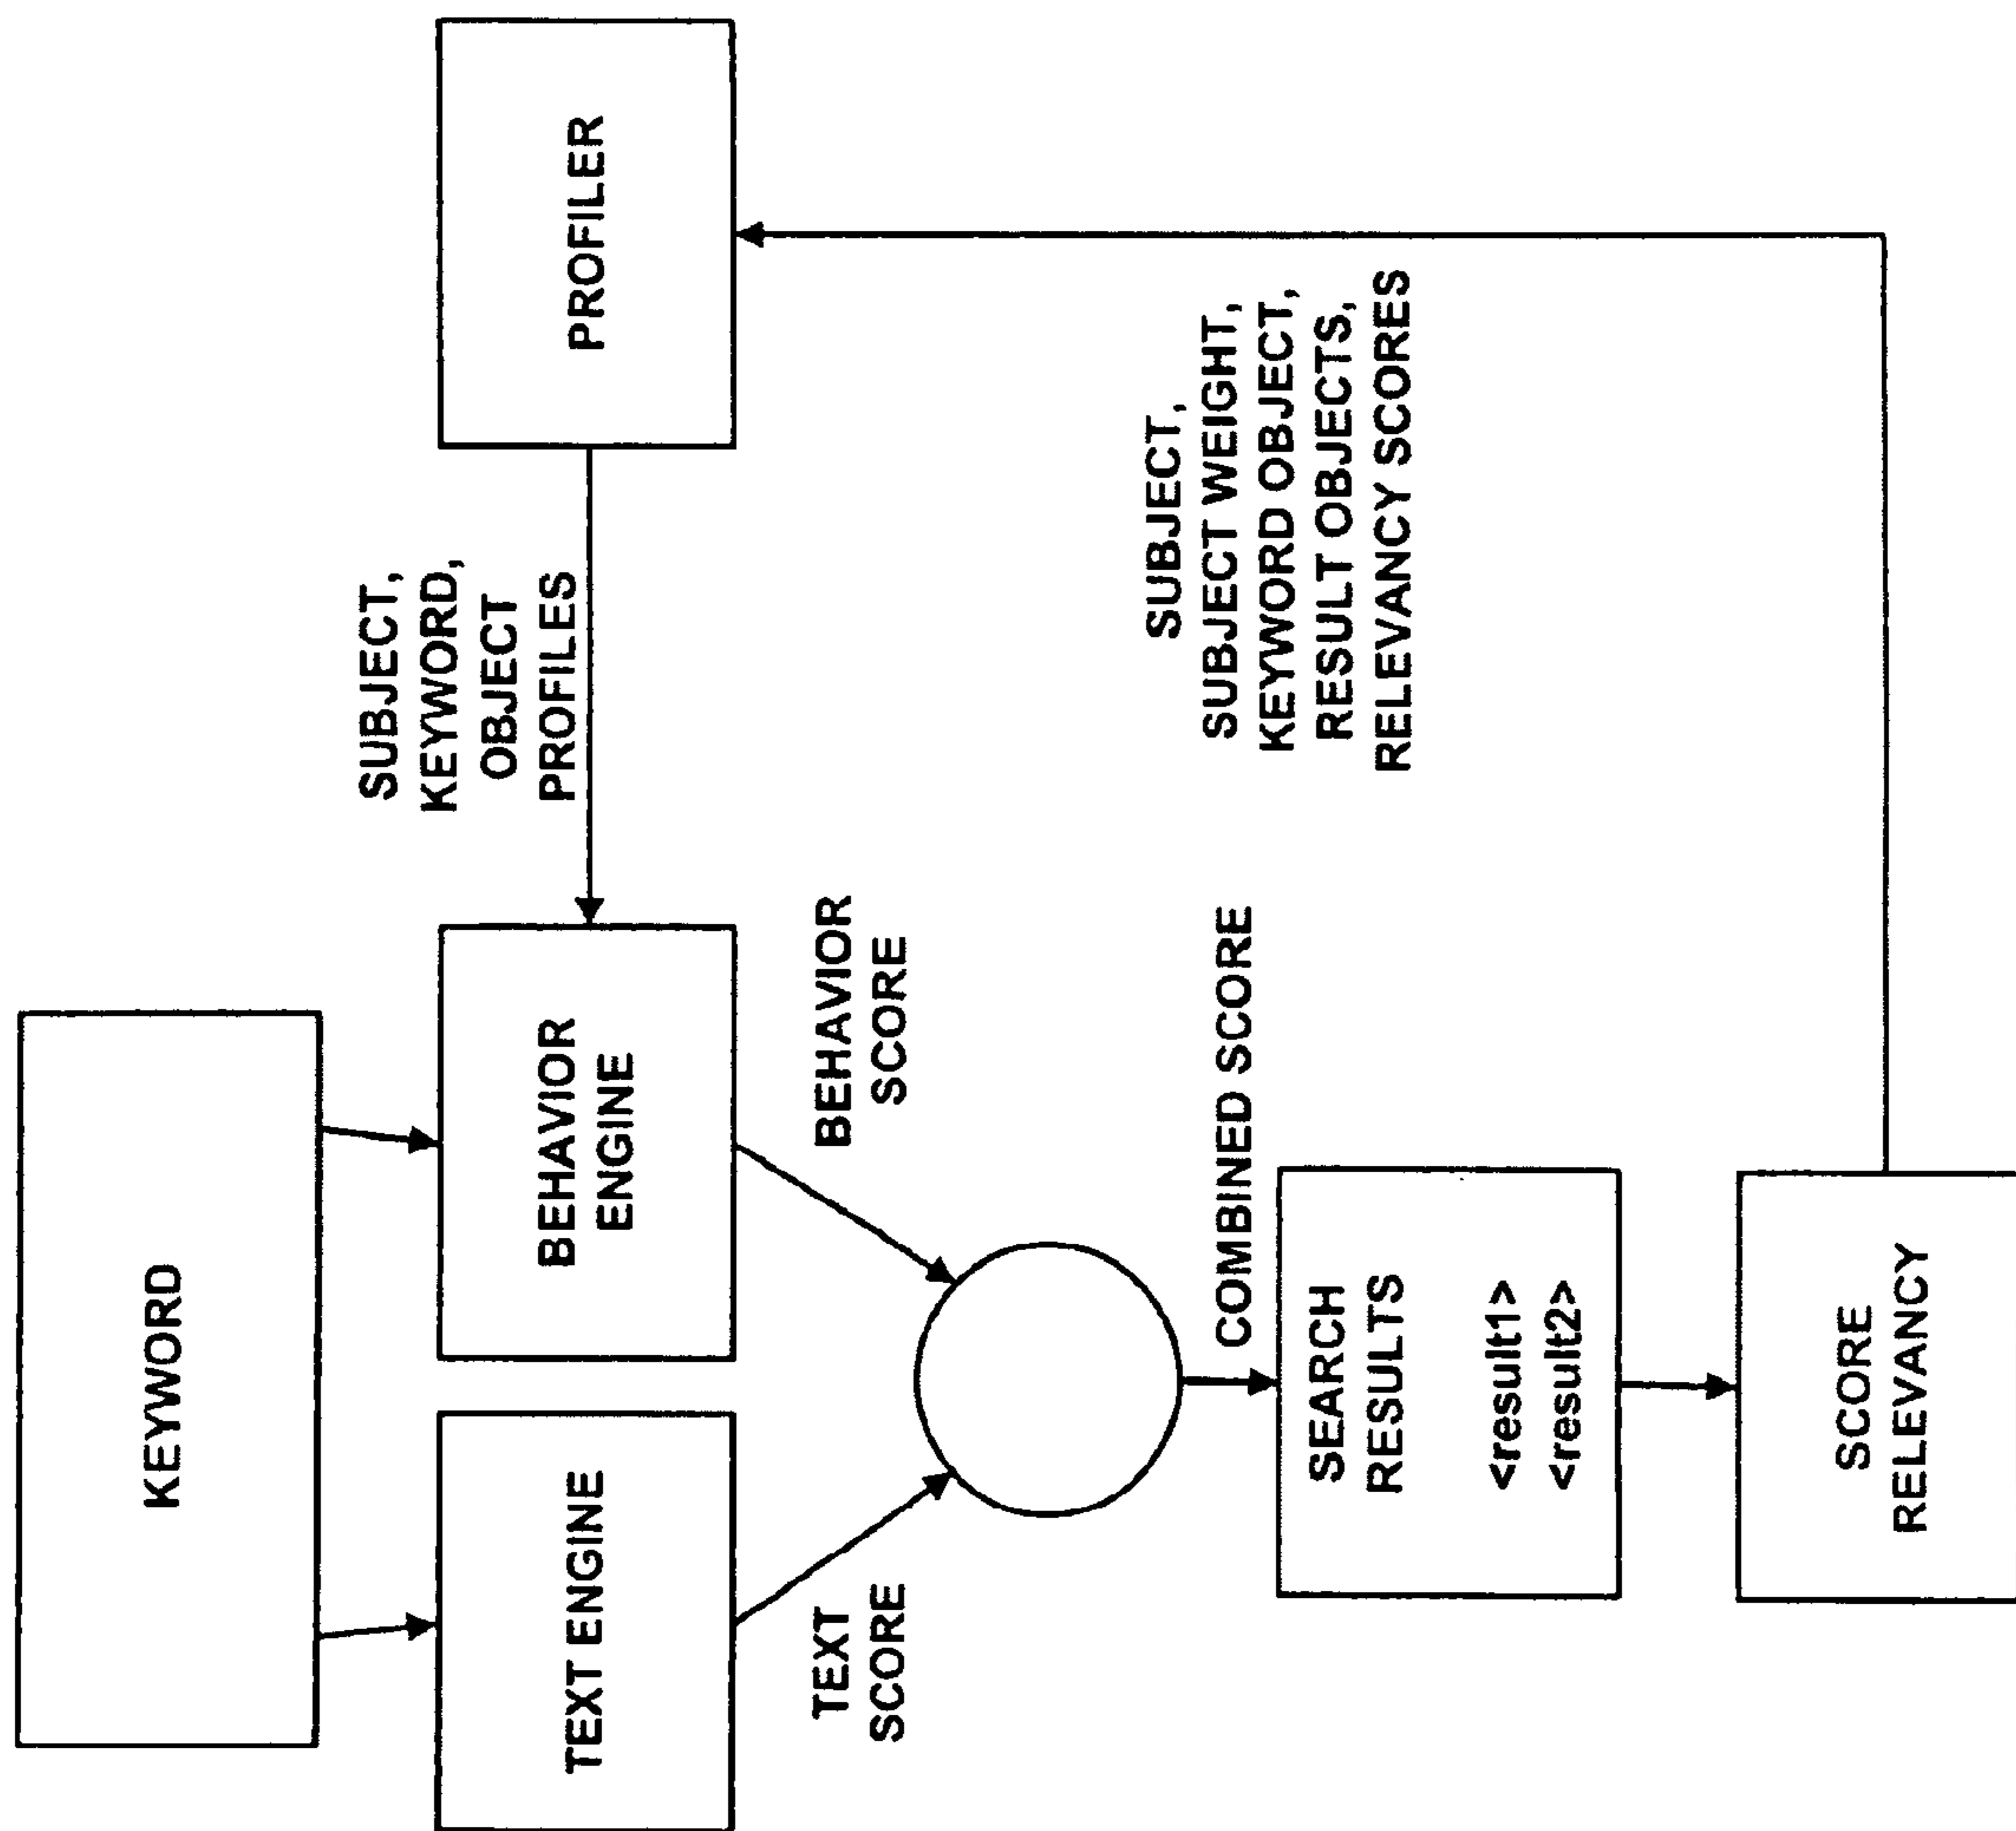 KEYWORD
TEXT ENGINE
BEHAVIOR
ENGINE
SUBJECT,
KEYWORD,
OBJECT
PROFILES
PROFILER
TEXT
SCORE
BEHAVIOR
SCORE
COMBINED SCORE
SEARCH
RESULTS
<result1>
<result2>
SCORE
RELEVANCY
SUBJECT,
SUBJECT WEIGHT,
KEYWORD OBJECT,
RESULT OBJECTS,
RELEVANCY SCORES